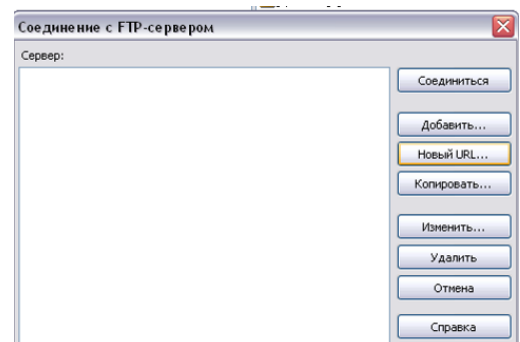 Соединение с FTP-сервером
Сервер:
Соединиться
Добавить...
Новый URL...
Копировать...
Изменить...
Удалить
Отмена
Справка